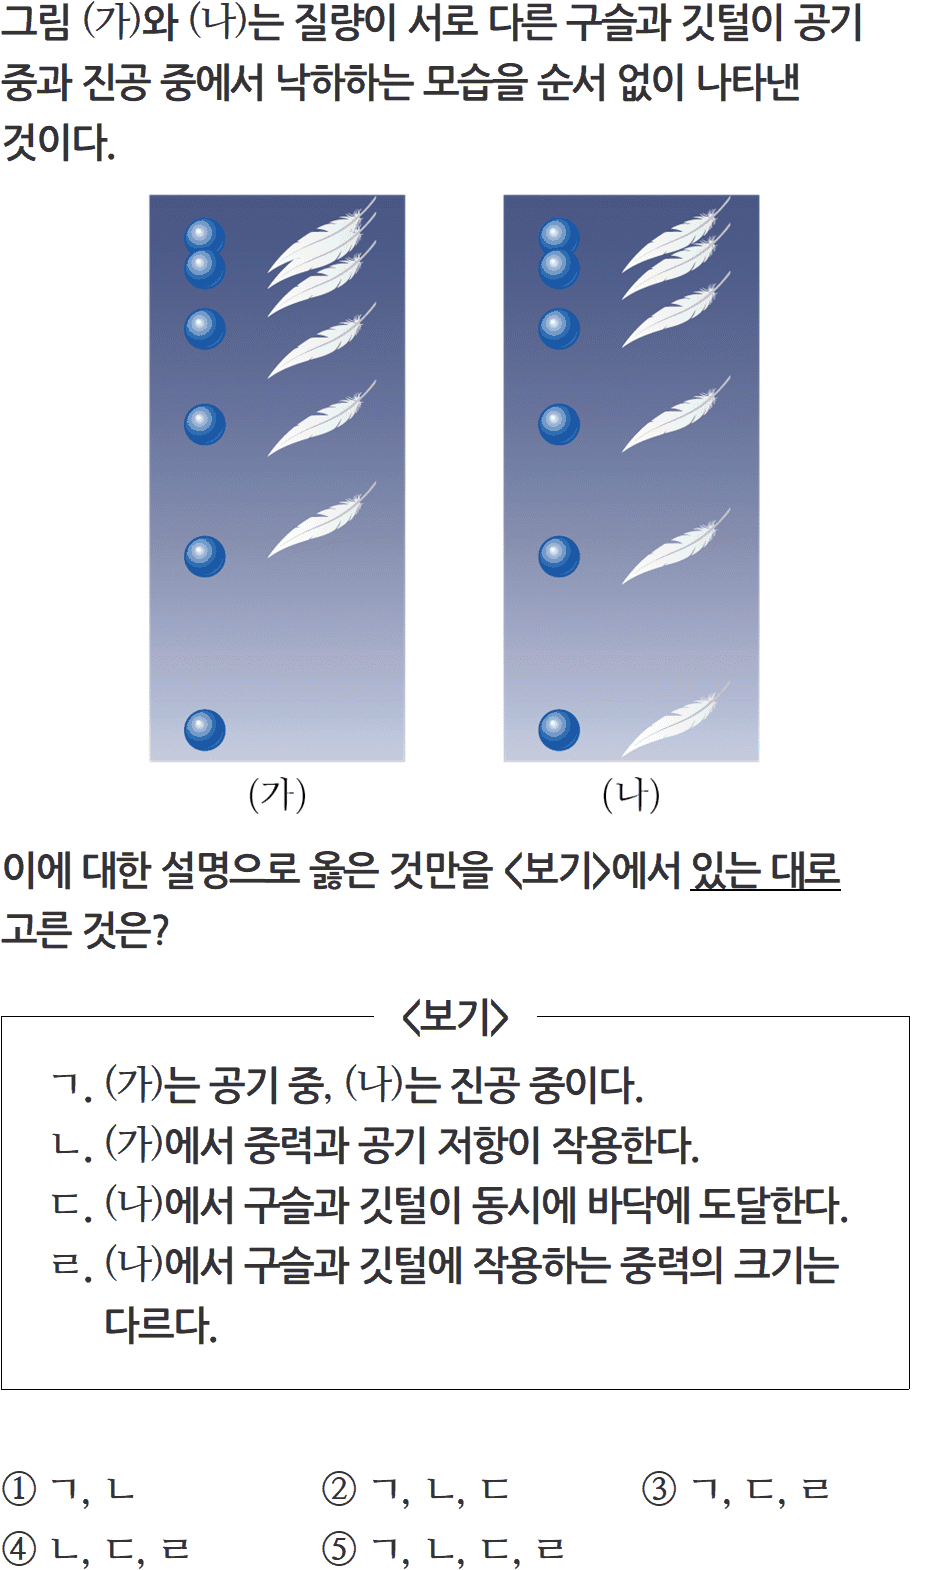 그림 (가)와 (나)는 질량이 서로 다른 구슬과 깃털이 공기
중과 진공 중에서 낙하하는 모습을 순서 없이 나타낸
것이다.
(가) (나)
이에 대한 설명으로 옳은 것만을 <보기>에서 있는 대로
고른 것은?
<보기>
ㄱ. (가)는 공기 중, (나)는 진공 중이다.
ㄴ. (가)에서 중력과 공기 저항이 작용한다.
ㄷ. (나)에서 구슬과 깃털이 동시에 바닥에 도달한다.
ㄹ. (나)에서 구슬과 깃털에 작용하는 중력의 크기는
다르다.
① ㄱ, ㄴ ② ㄱ, ㄴ, ㄷ ③ ㄱ, ㄷ, ㄹ
④ ㄴ, ㄷ, ㄹ ⑤ ㄱ, ㄴ, ㄷ, ㄹ